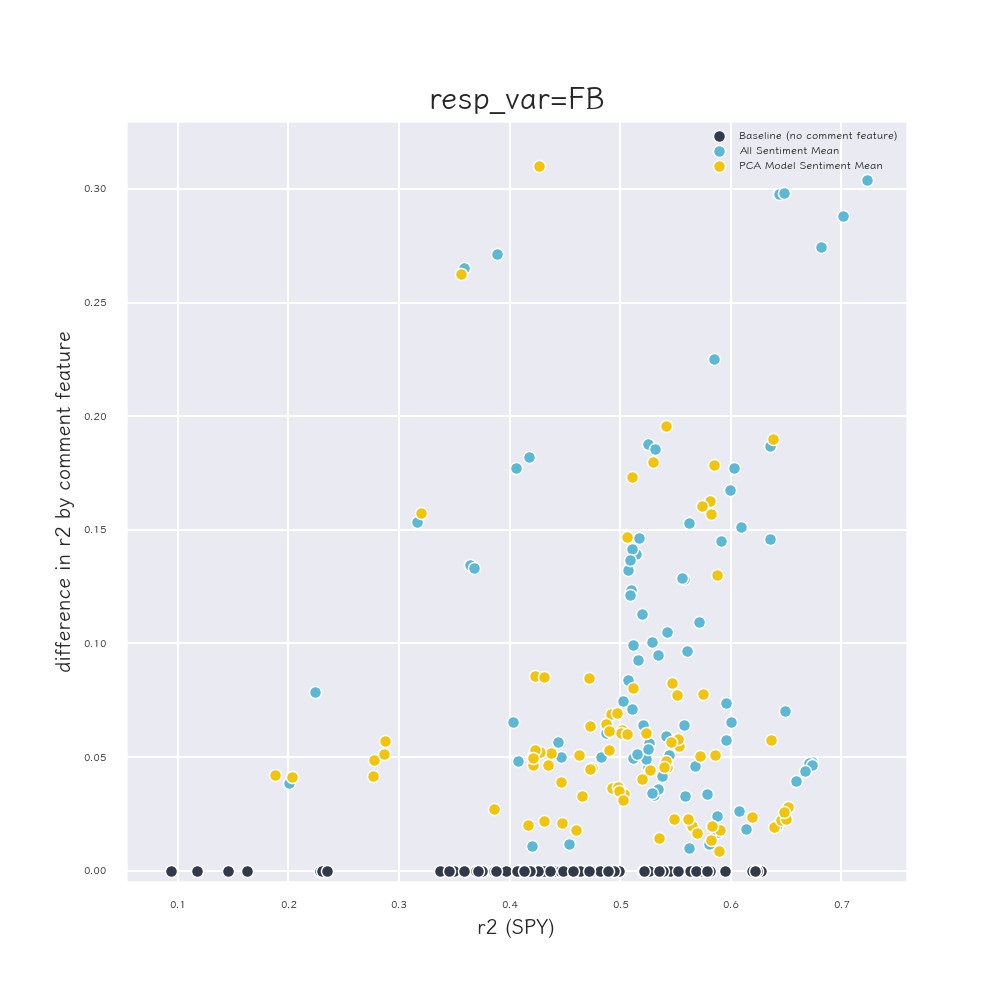 resp_var=FB
Baseline (no comment feature)
All Sentiment Mean
PCA Model Sentiment Mean
difference in r2 by comment feature
0.30
0.25
0.20
0.15
0.10
0.05
0.00
0.1 0.2 0.3 0.4 0.5 0.6 0.7
r2 (SPY)